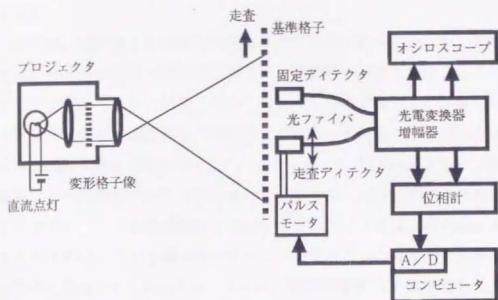 走査
基準格子
オシロスコープ
プロジェクタ
固定ディテクタ
光ファイバ
光電変換器
増幅器
変形格子像
走査ディテクタ
直流点灯
パルス
モータ
位相計
A/D
コンピュータ